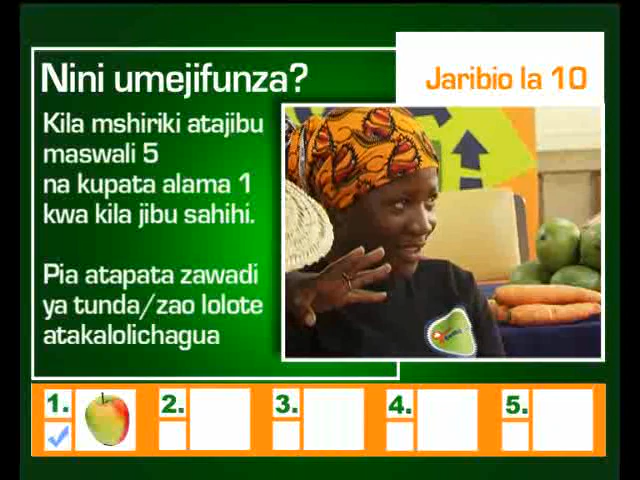 Nini umejifunza?
Jaribio la 10
Kila mshiriki atajibu
maswali 5
na kupata alama 1
kwa kila jibu sahihi.
Pia atapata zawadi
ya tunda/zao lolote
atakalolichagua
1. 2. 3. 4. 5.